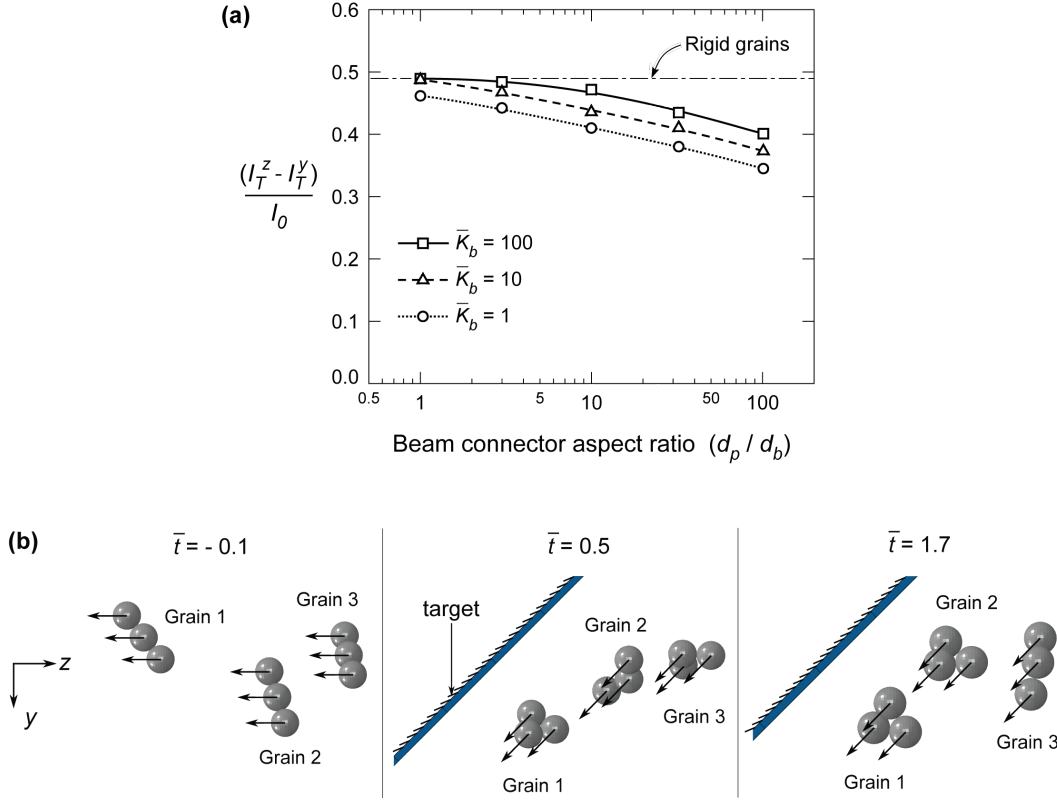 (a)
0.6
0.5
0.4
0.3
0.2
0.1
0.0
(I_T^z - I_T^y)
I_0
Rigid grains
K̅_b = 100
K̅_b = 10
K̅_b = 1
0.5 1 5 10 50 100
Beam connector aspect ratio (d_p / d_b)
(b)
t̅ = - 0.1
t̅ = 0.5
t̅ = 1.7
Grain 1
Grain 3
Grain 2
z
y
target
Grain 2
Grain 3
Grain 1
Grain 2
Grain 3
Grain 1